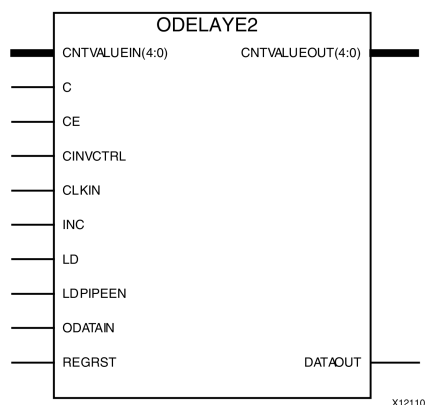 ODELAYE2
CNTVALUEIN(4:0) CNTVALUEOUT(4:0)
C
CE
CINVCTRL
CLKIN
INC
LD
LDPIPEEN
ODATAIN
REGRST DATAOUT
X12110